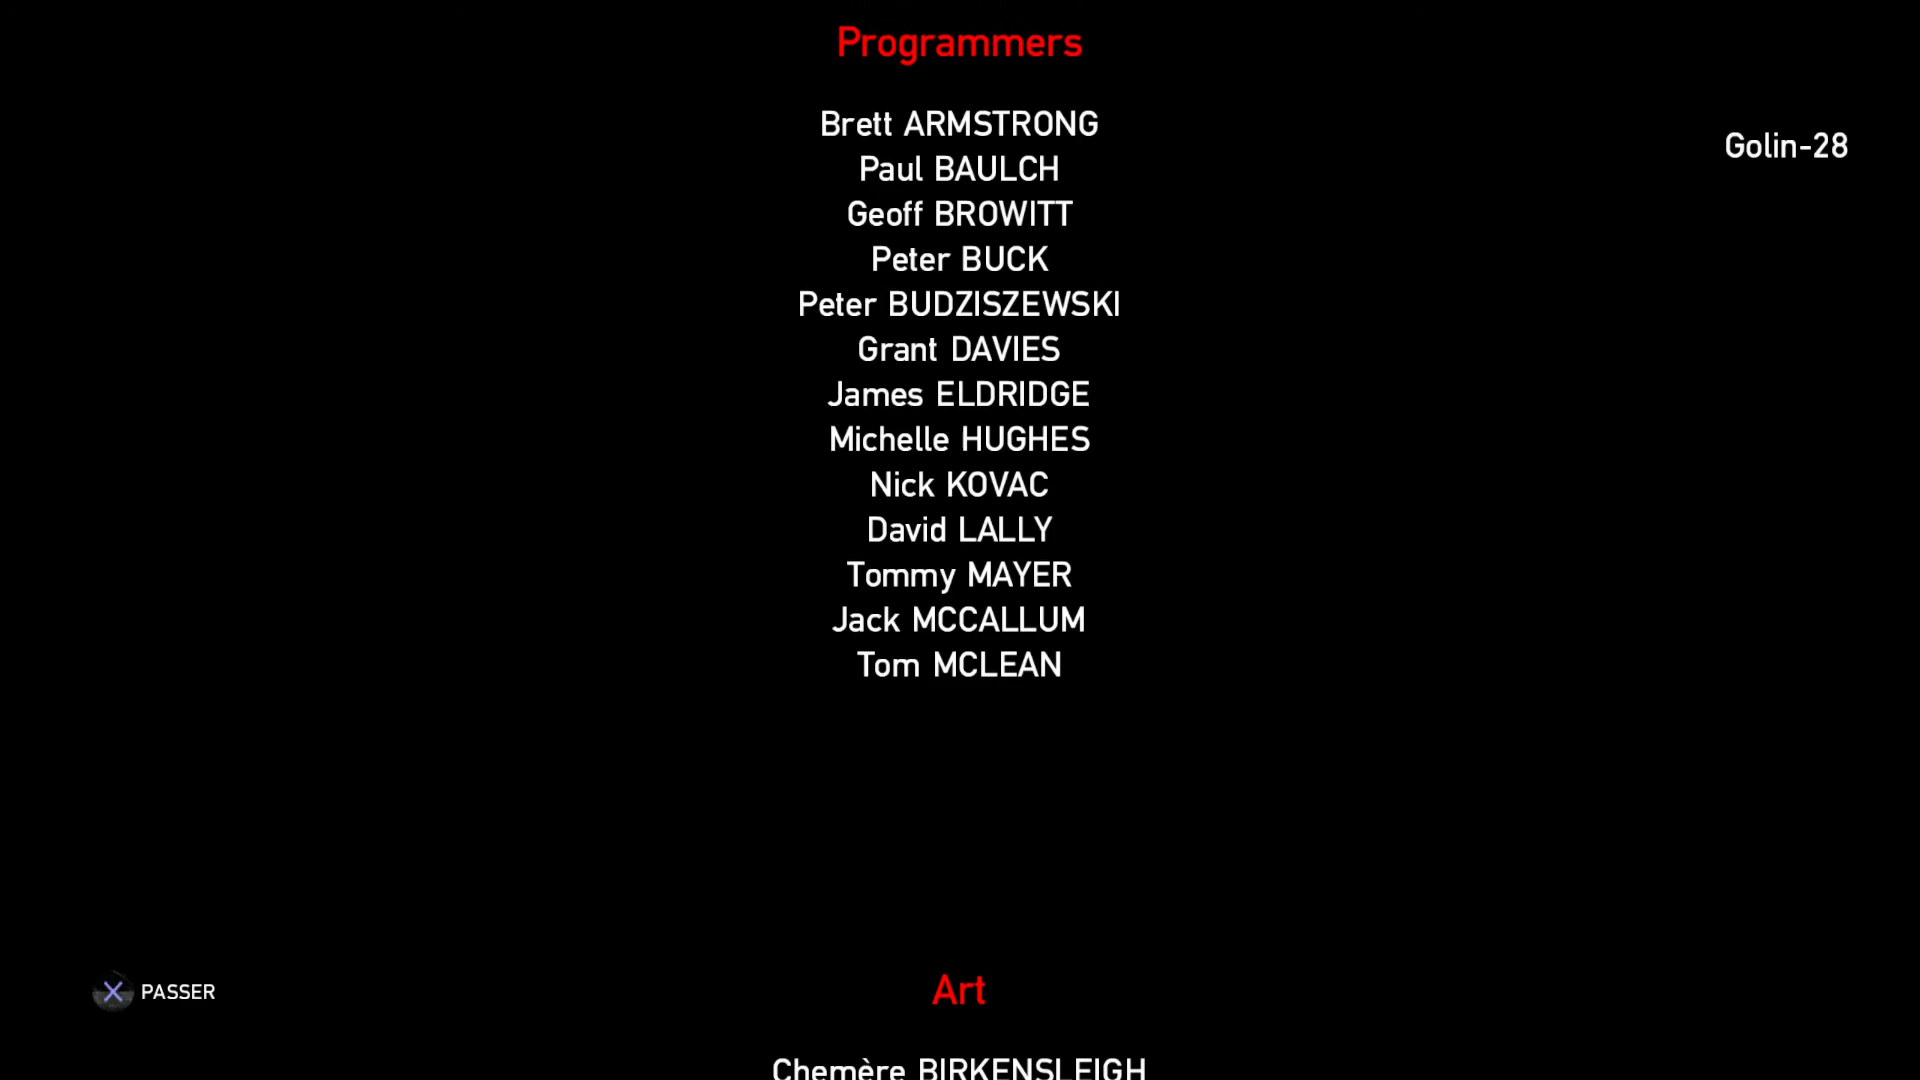 Programmers
Brett ARMSTRONG
Golin-28
Paul BAULCH
Geoff BROWITT
Peter BUCK
Peter BUDZISZEWSKI
Grant DAVIES
James ELDRIDGE
Michelle HUGHES
Nick KOVAC
David LALLY
Tommy MAYER
Jack MCCALLUM
Tom MCLEAN
Art
PASSER
Chemère BIRKENSLEIGH